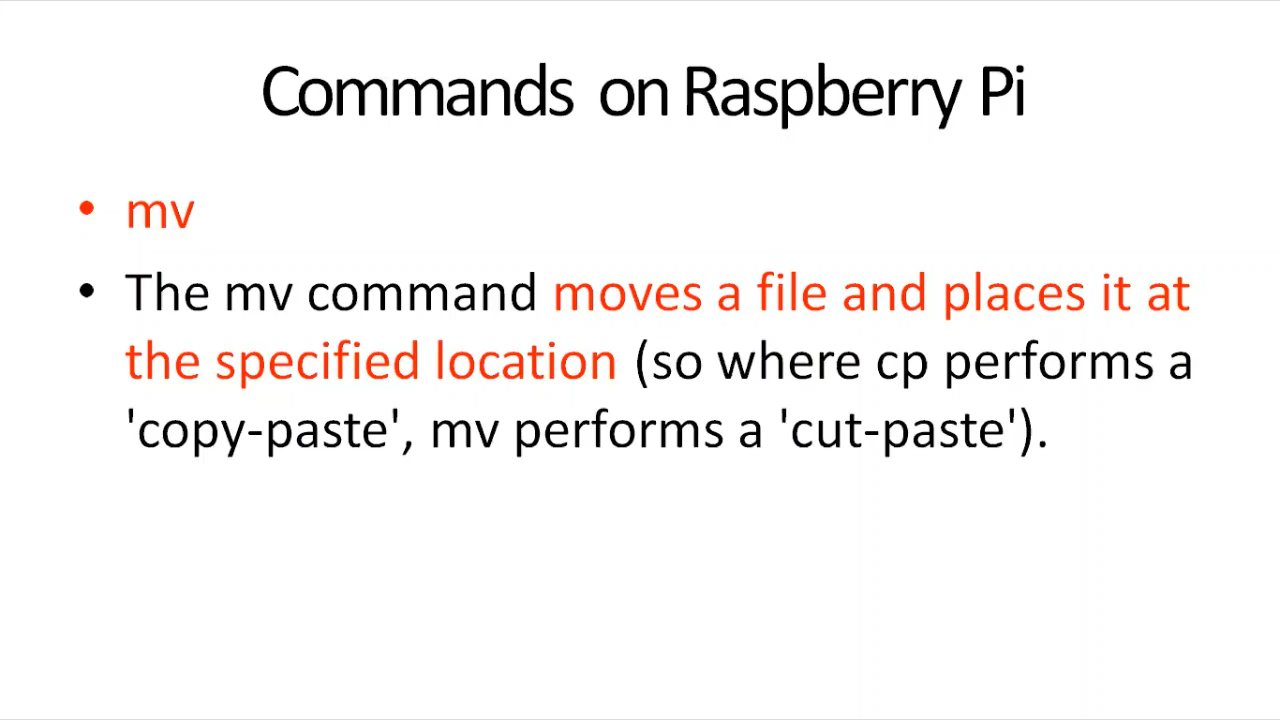 Commands on Raspberry Pi
• mv
• The mv command moves a file and places it at
the specified location (so where cp performs a
'copy-paste', mv performs a 'cut-paste').